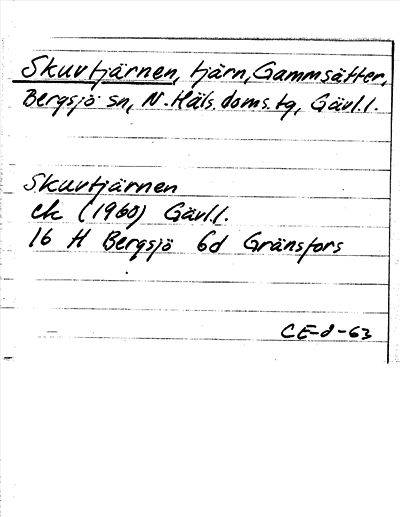 Skuvtjärnen, tjärn, Gammsätter,
Bergsjö sn, N. Häls. doms. tg, Gävl. l.
Skuvtjärnen
ek (1960) Gävl. l.
16 H Bergsjö 6d Gränsfors
CE-d-63